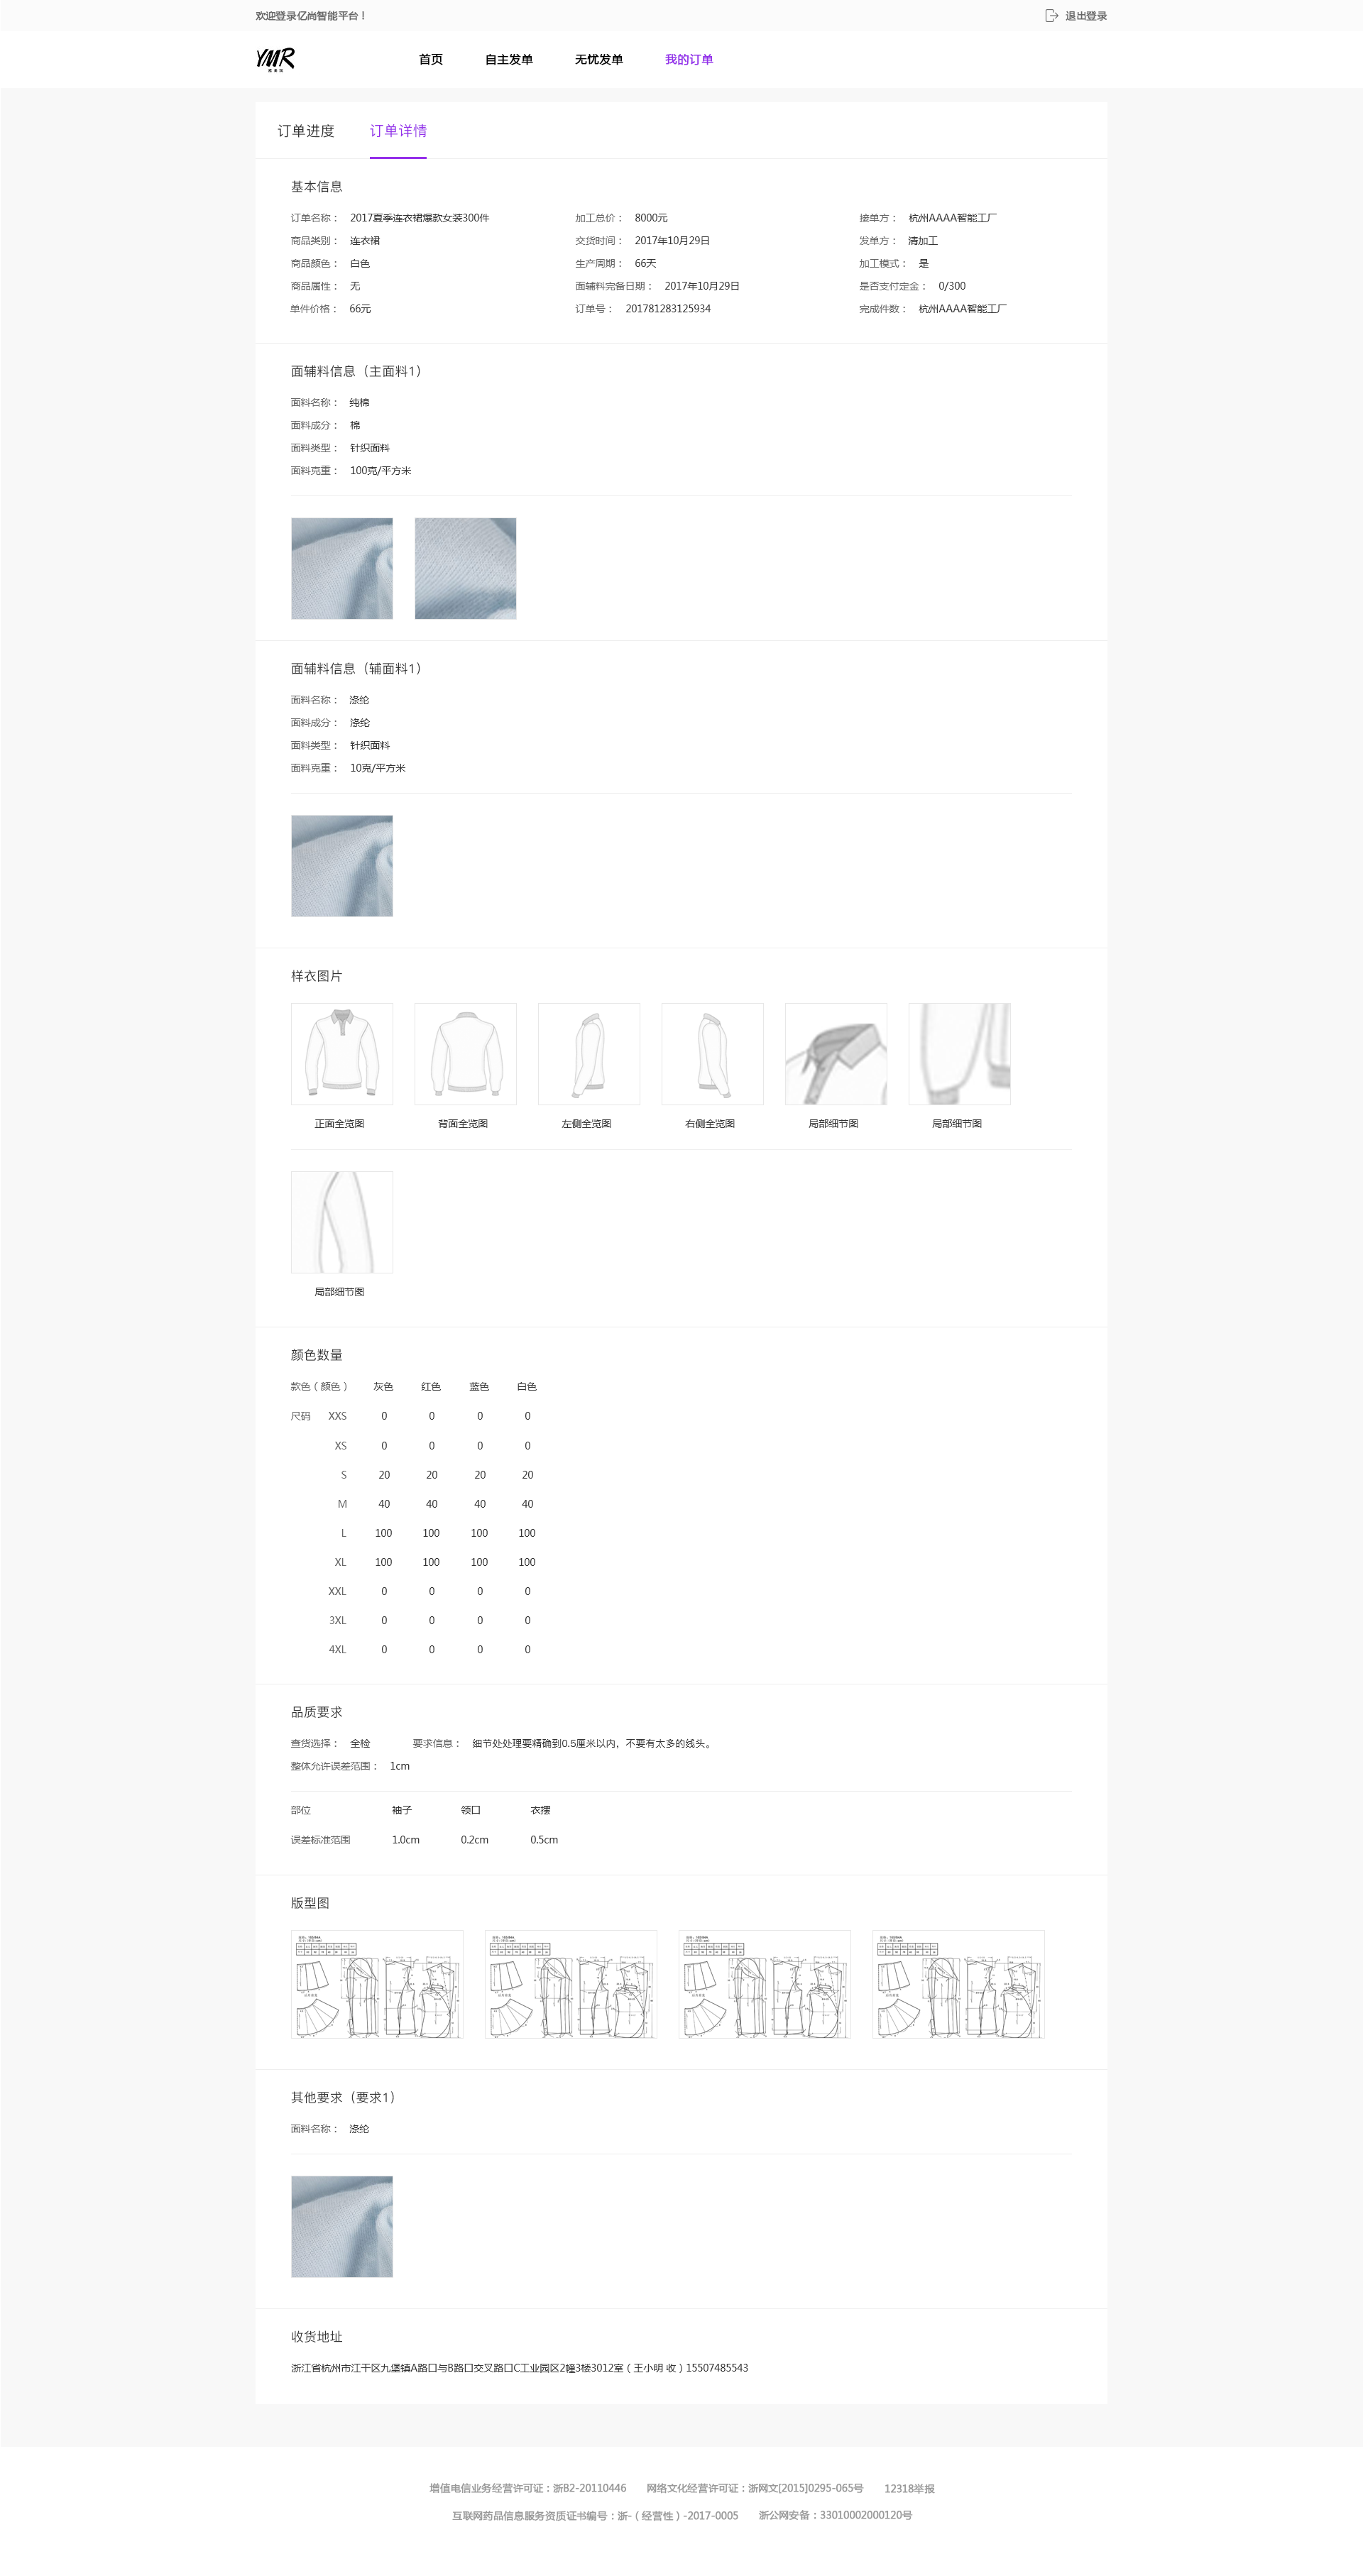 欢迎登录亿尚智能平台！ 退出登录
YMR 首页 自主发单 无忧发单 我的订单
订单进度 订单详情
基本信息
订单名称： 2017夏季连衣裙爆款女装300件 加工总价： 8000元 接单方： 杭州AAAA智能工厂
商品类别： 连衣裙 交货时间： 2017年10月29日 发单方： 清加工
商品颜色： 白色 生产周期： 66天 加工模式： 是
商品属性： 无 面辅料完备日期： 2017年10月29日 是否支付定金： 0/300
单件价格： 66元 订单号： 201781283125934 完成件数： 杭州AAAA智能工厂
面辅料信息（主面料1）
面料名称： 纯棉
面料成分： 棉
面料类型： 针织面料
面料克重： 100克/平方米
面辅料信息（辅面料1）
面料名称： 涤纶
面料成分： 涤纶
面料类型： 针织面料
面料克重： 10克/平方米
样衣图片
正面全览图 背面全览图 左侧全览图 右侧全览图 局部细节图 局部细节图
局部细节图
颜色数量
款色（颜色） 灰色 红色 蓝色 白色
尺码 XXS 0 0 0 0
XS 0 0 0 0
S 20 20 20 20
M 40 40 40 40
L 100 100 100 100
XL 100 100 100 100
XXL 0 0 0 0
3XL 0 0 0 0
4XL 0 0 0 0
品质要求
查货选择： 全检 要求信息： 细节处处理要精确到0.5厘米以内，不要有太多的线头。
整体允许误差范围： 1cm
部位 袖子 领口 衣摆
误差标准范围 1.0cm 0.2cm 0.5cm
版型图
其他要求（要求1）
面料名称： 涤纶
收货地址
浙江省杭州市江干区九堡镇A路口与B路口交叉路口C工业园区2幢3楼3012室（王小明 收）15507485543
增值电信业务经营许可证：浙B2-20110446 网络文化经营许可证：浙网文[2015]0295-065号 12318举报
互联网药品信息服务资质证书编号：浙-（经营性）-2017-0005 浙公网安备：33010002000120号